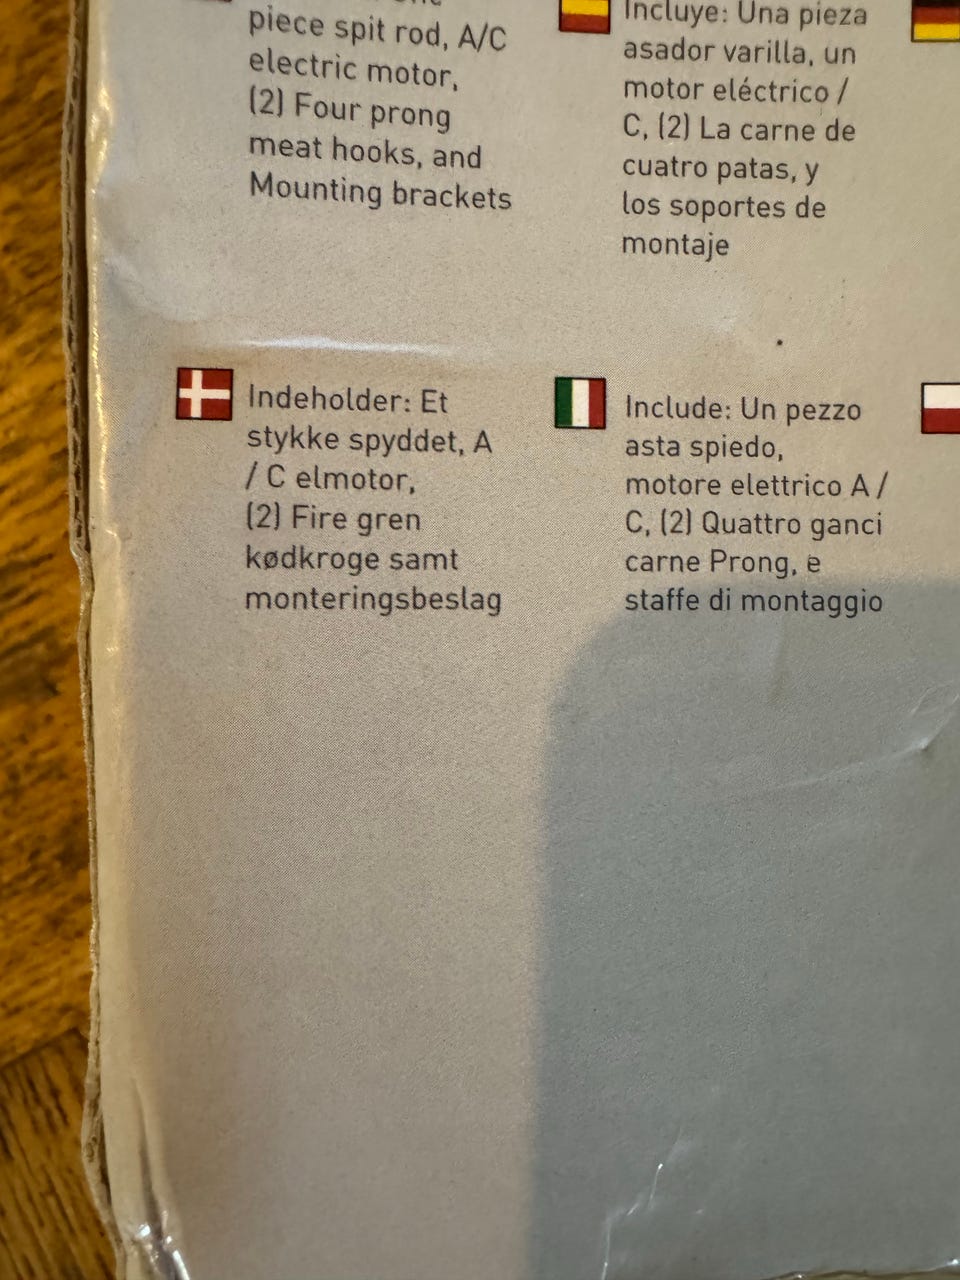 piece spit rod, A/C
electric motor,
(2) Four prong
meat hooks, and
Mounting brackets
Incluye: Una pieza
asador varilla, un
motor eléctrico /
C, (2) La carne de
cuatro patas, y
los soportes de
montaje
Indeholder: Et
stykke spyddet, A
/ C elmotor,
(2) Fire gren
kødkroge samt
monteringsbeslag
Include: Un pezzo
asta spiedo,
motore elettrico A /
C, (2) Quattro ganci
carne Prong, e
staffe di montaggio